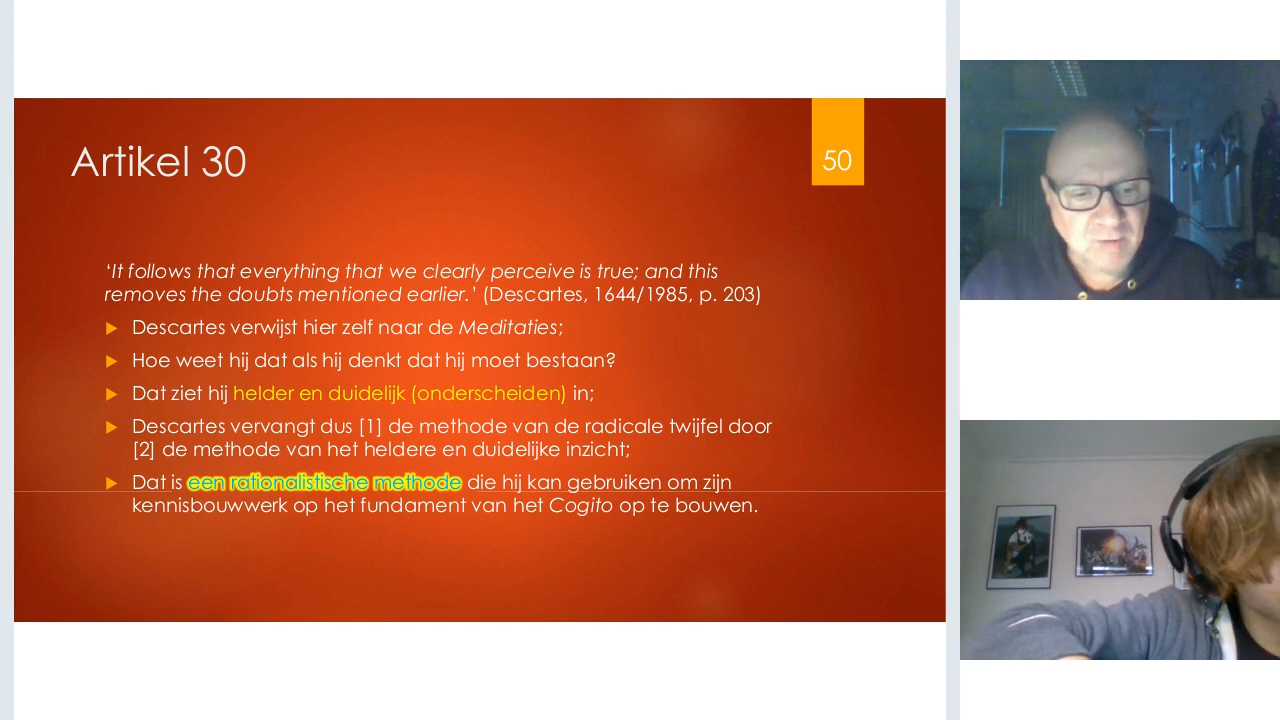 Artikel 30
50
‘It follows that everything that we clearly perceive is true; and this
removes the doubts mentioned earlier.’ (Descartes, 1644/1985, p. 203)
Descartes verwijst hier zelf naar de Meditaties;
Hoe weet hij dat als hij denkt dat hij moet bestaan?
Dat ziet hij helder en duidelijk (onderscheiden) in;
Descartes vervangt dus [1] de methode van de radicale twijfel door
[2] de methode van het heldere en duidelijke inzicht;
Dat is een rationalistische methode die hij kan gebruiken om zijn
kennisbouwwerk op het fundament van het Cogito op te bouwen.